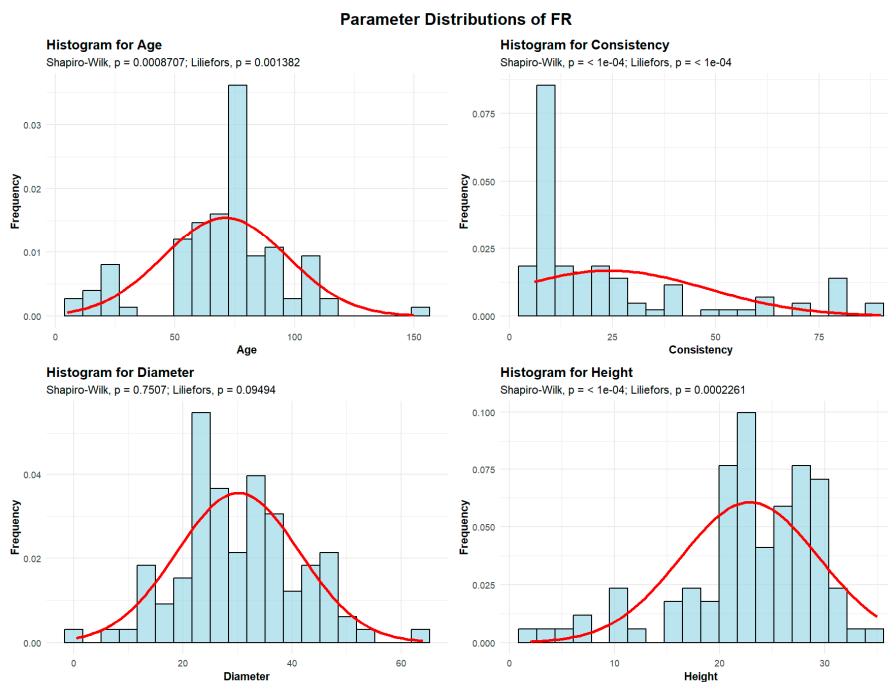 Parameter Distributions of FR
Histogram for Age
Shapiro-Wilk, p = 0.0008707; Liliefors, p = 0.001382
Frequency
0.03
0.02
0.01
0.00
0
50
100
150
Age
Histogram for Consistency
Shapiro-Wilk, p = < 1e-04; Liliefors, p = < 1e-04
Frequency
0.075
0.050
0.025
0.000
0
25
50
75
Consistency
Histogram for Diameter
Shapiro-Wilk, p = 0.7507; Liliefors, p = 0.09494
Frequency
0.04
0.02
0.00
0
20
40
60
Diameter
Histogram for Height
Shapiro-Wilk, p = < 1e-04; Liliefors, p = 0.0002261
Frequency
0.100
0.075
0.050
0.025
0.000
0
10
20
30
Height